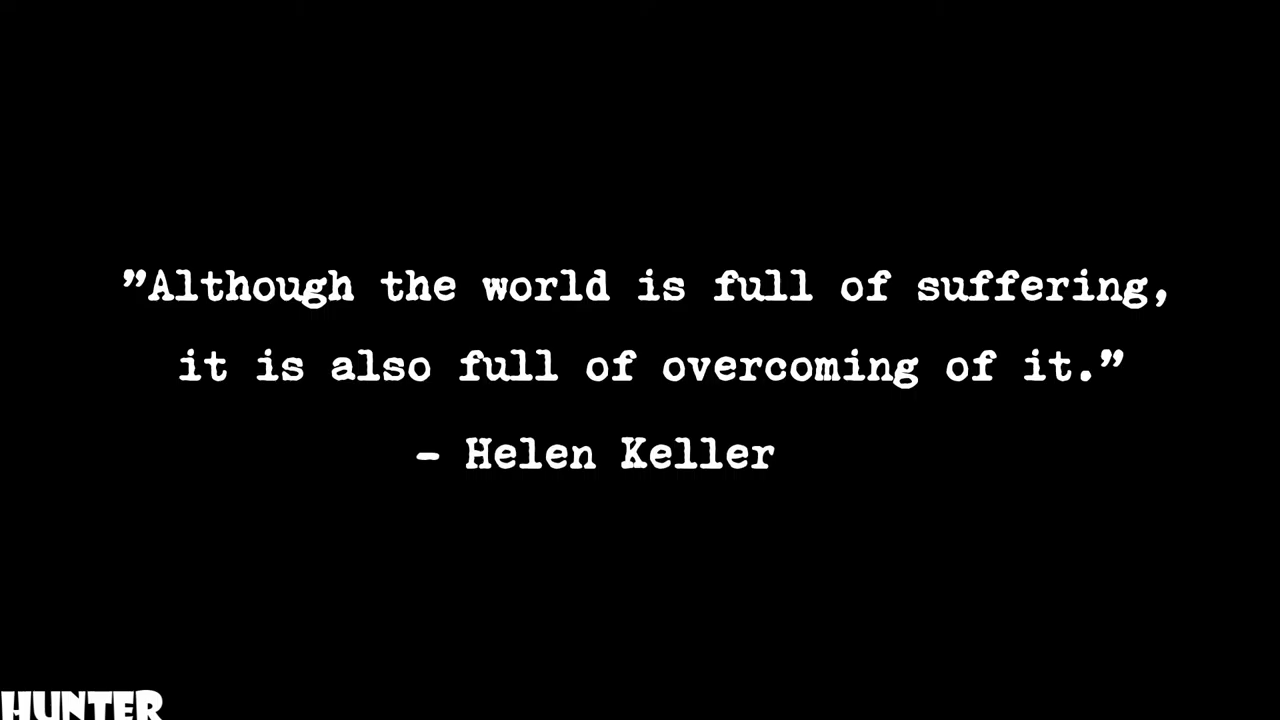 ”Although the world is full of suffering,
it is also full of overcoming of it.”
- Helen Keller
HUNTER